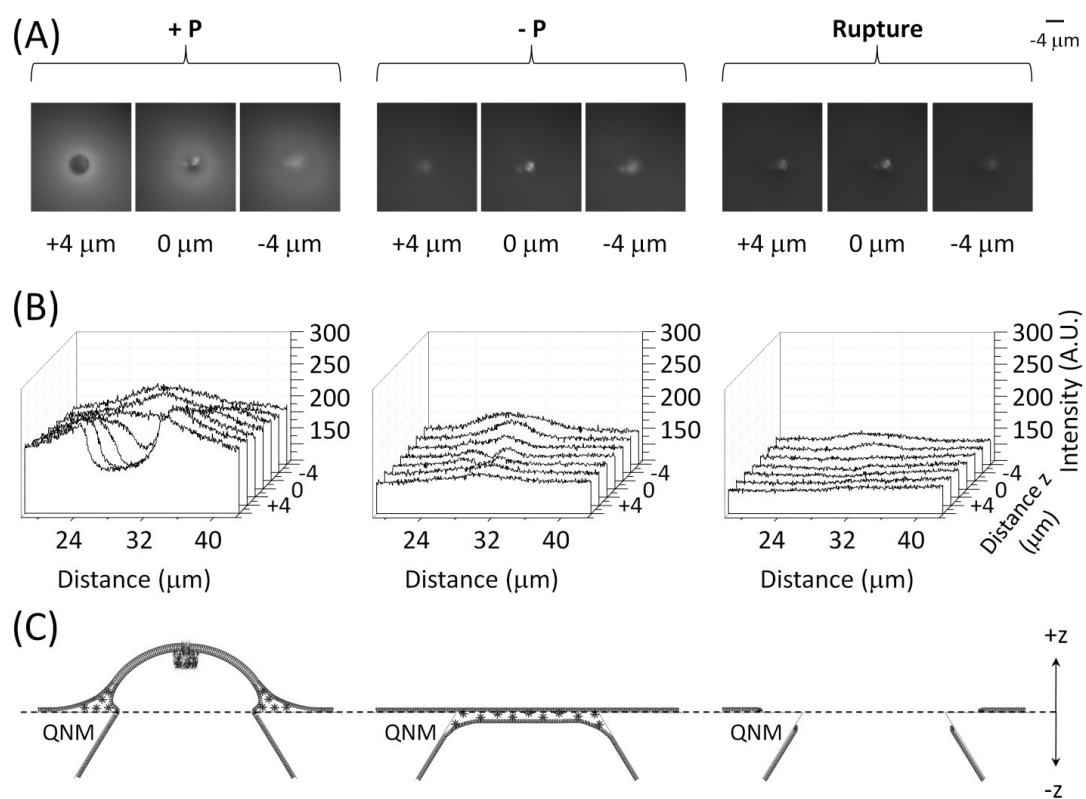 (A)
+ P
- P
Rupture
-4 μm
+4 μm 0 μm -4 μm
+4 μm 0 μm -4 μm
+4 μm 0 μm -4 μm
(B)
300
250
200
150
-4
0
+4
24 32 40
Distance (μm)
300
250
200
150
-4
0
+4
24 32 40
Distance (μm)
300
250
200
150
-4
0
+4
24 32 40
Distance (μm)
Intensity (A.U.)
Distance z
(μm)
(C)
QNM
QNM
QNM
+z
-z